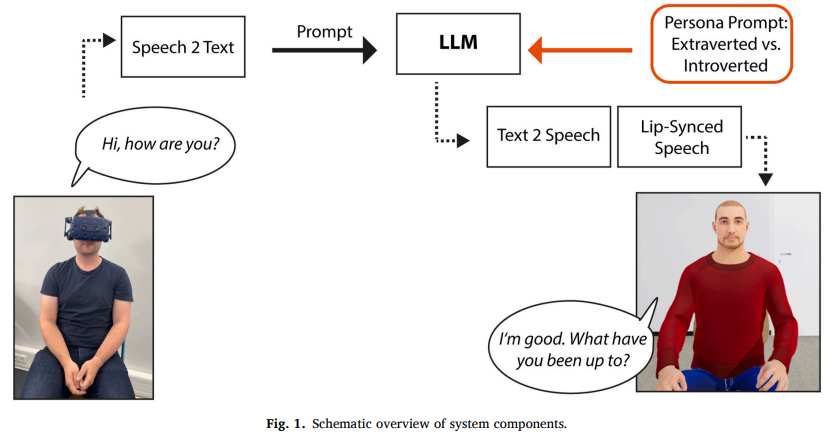 Speech 2 Text
Prompt
LLM
Persona Prompt:
Extraverted vs.
Introverted
Hi, how are you?
Text 2 Speech
Lip-Synced
Speech
I'm good. What have
you been up to?
Fig. 1. Schematic overview of system components.